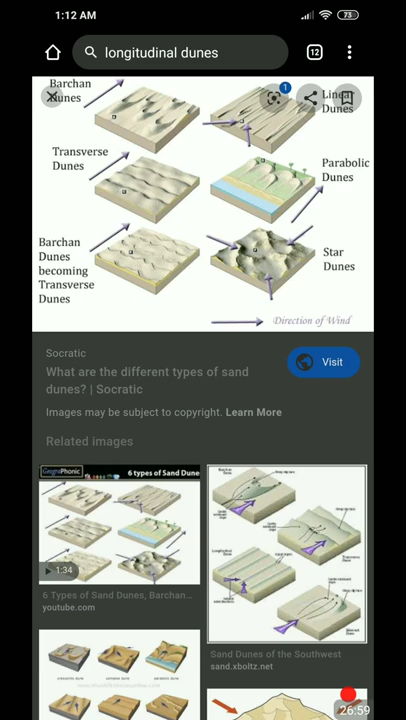 1:12 AM
73
longitudinal dunes
12
Barchan
Dunes
1
Linear
Dunes
Transverse
Dunes
Parabolic
Dunes
Barchan
Dunes
becoming
Transverse
Dunes
Star
Dunes
Direction of Wind
Socratic
What are the different types of sand
dunes? | Socratic
Visit
Images may be subject to copyright. Learn More
Related images
GeographPhonic
6 types of Sand Dune
1:34
6 Types of Sand Dunes, Barchan...
youtube.com
Sand Dunes of the Southwest
sand.xboltz.net
26:59